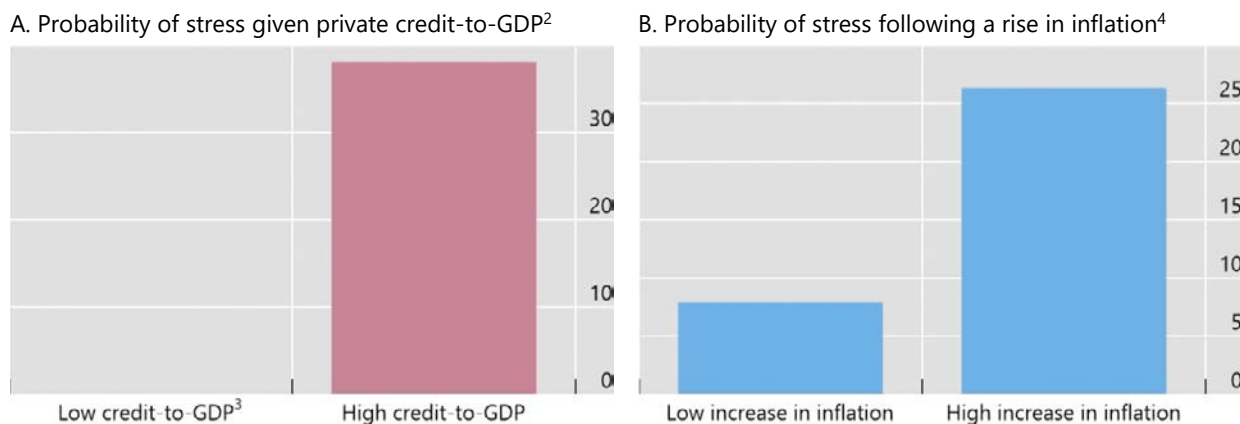 A. Probability of stress given private credit-to-GDP²
30
20
10
0
Low credit-to-GDP³ High credit-to-GDP
B. Probability of stress following a rise in inflation⁴
25
20
15
10
5
0
Low increase in inflation High increase in inflation